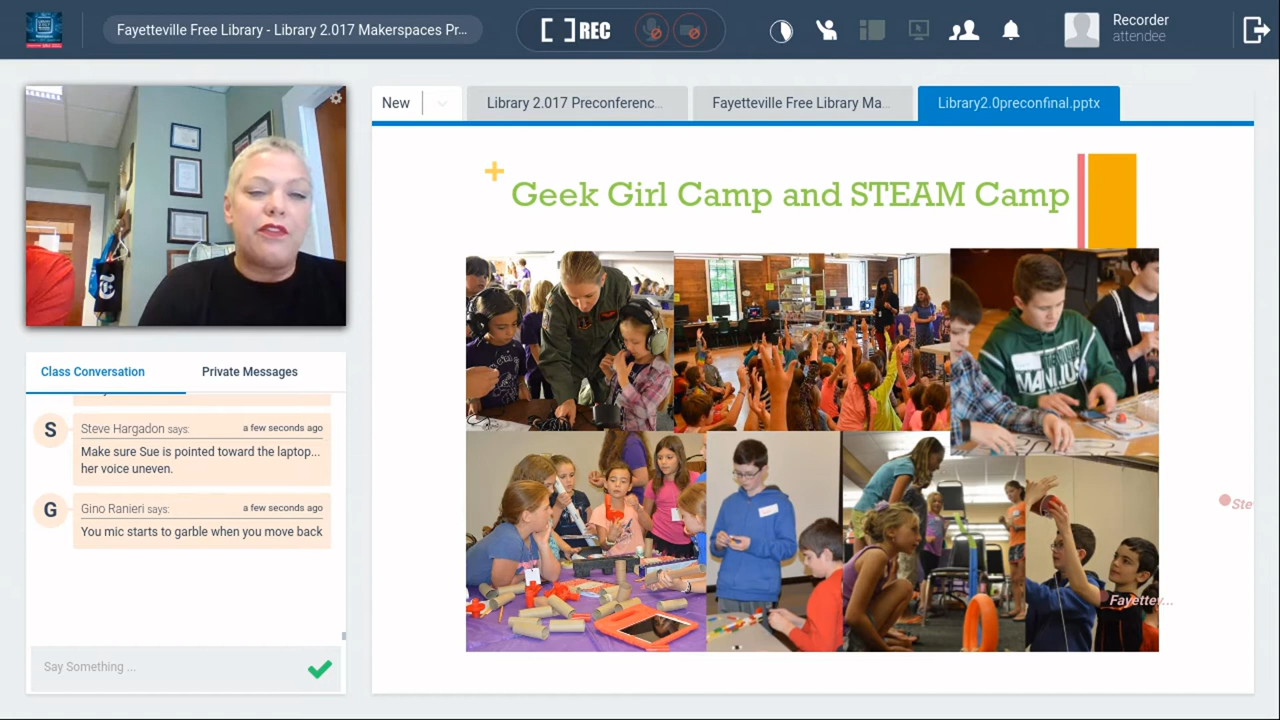 Fayetteville Free Library - Library 2.017 Makerspaces Pr...
[ ] REC
Recorder
attendee
New
Library 2.017 Preconferenc...
Fayetteville Free Library Ma...
Library2.0preconfinal.pptx
+
Geek Girl Camp and STEAM Camp
MANLIUS
Class Conversation
Private Messages
S
Steve Hargadon says:
a few seconds ago
Make sure Sue is pointed toward the laptop...
her voice uneven.
G
Gino Ranieri says:
a few seconds ago
You mic starts to garble when you move back
Ste
Fayettev...
Say Something ...